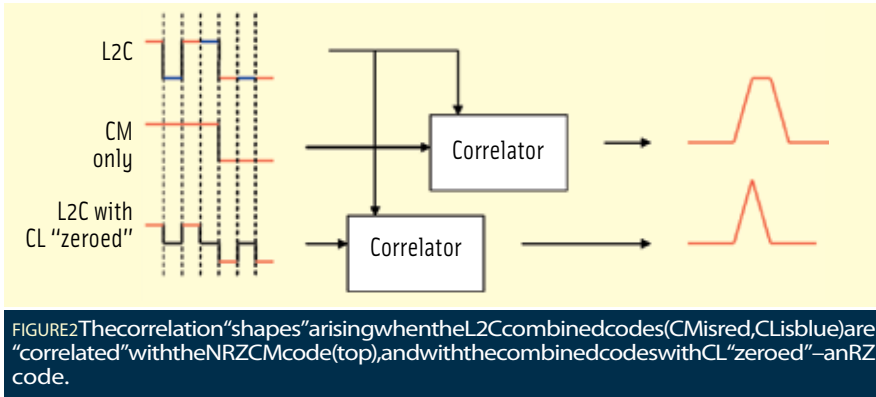 L2C
CM
only
Correlator
L2C with
CL “zeroed”
Correlator
FIGURE2Thecorrelation“shapes”arisingwhentheL2Ccombinedcodes(CMisred,CLisblue)are
“correlated”withtheNRZCMcode(top),andwiththecombinedcodeswithCL“zeroed”–anRZ
code.